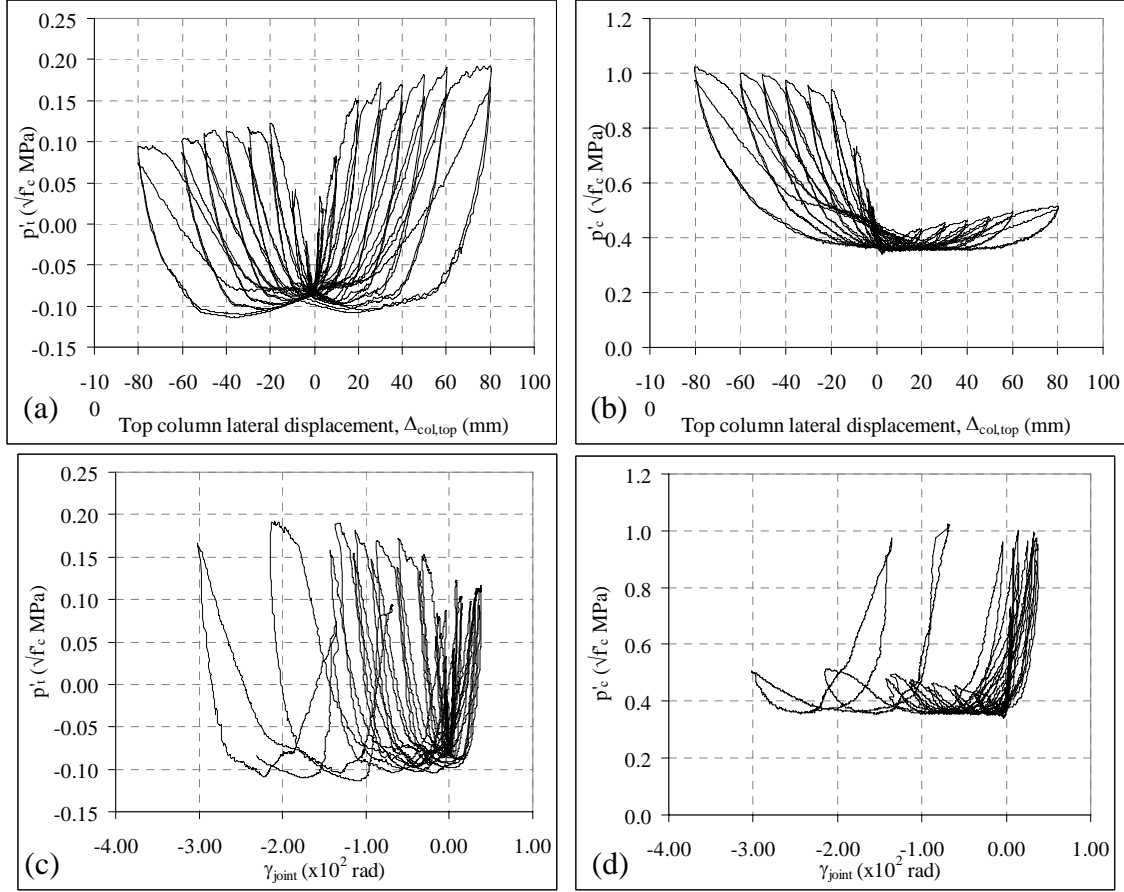 0.25
0.20
0.15
0.10
0.05
0.00
-0.05
-0.10
-0.15
p't (√f'c MPa)
-10 -80 -60 -40 -20 0 20 40 60 80 100
0
(a)
Top column lateral displacement, Δcol,top (mm)
1.2
1.0
0.8
0.6
0.4
0.2
0.0
p'c (√f'c MPa)
-10 -80 -60 -40 -20 0 20 40 60 80 100
0
(b)
Top column lateral displacement, Δcol,top (mm)
0.25
0.20
0.15
0.10
0.05
0.00
-0.05
-0.10
-0.15
p't (√f'c MPa)
-4.00 -3.00 -2.00 -1.00 0.00 1.00
(c)
γjoint (x10² rad)
1.2
1.0
0.8
0.6
0.4
0.2
0.0
p'c (√f'c MPa)
-4.00 -3.00 -2.00 -1.00 0.00 1.00
(d)
γjoint (x10² rad)